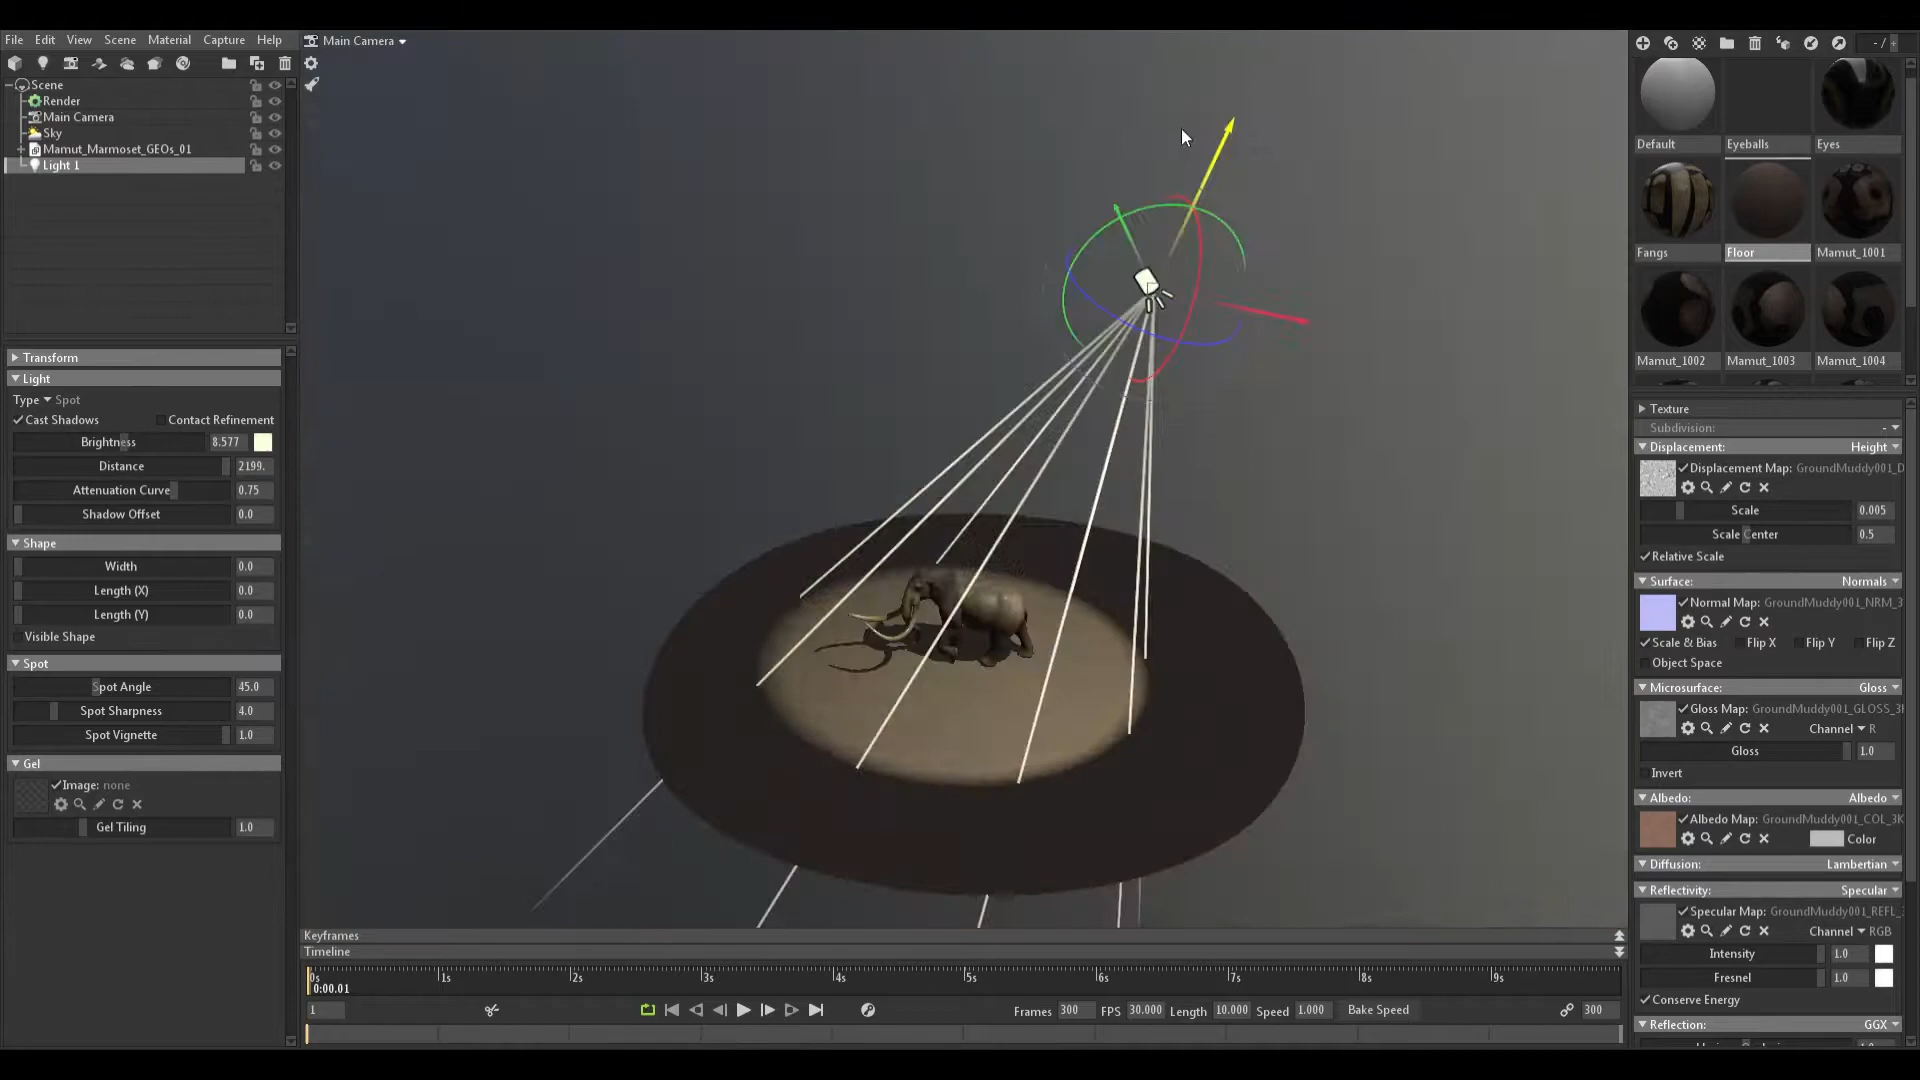 File Edit View Scene Material Capture Help
Main Camera
- / +
Scene
Render
Main Camera
Sky
Mamut_Marmoset_GEOs_01
Light 1
Default Eyeballs Eyes
Fangs Floor Mamut_1001
Mamut_1002 Mamut_1003 Mamut_1004
Transform
Light
Type Spot
Cast Shadows Contact Refinement
Brightness 8.577
Distance 2199.
Attenuation Curve 0.75
Shadow Offset 0.0
Shape
Width 0.0
Length (X) 0.0
Length (Y) 0.0
Visible Shape
Spot
Spot Angle 45.0
Spot Sharpness 4.0
Spot Vignette 1.0
Gel
Image: none
Gel Tiling 1.0
Texture
Subdivision: -
Displacement: Height
Displacement Map: GroundMuddy001_D
Scale 0.005
Scale Center 0.5
Relative Scale
Surface: Normals
Normal Map: GroundMuddy001_NRM_3
Scale & Bias Flip X Flip Y Flip Z
Object Space
Microsurface: Gloss
Gloss Map: GroundMuddy001_GLOSS_3
Channel R
Gloss 1.0
Invert
Albedo: Albedo
Albedo Map: GroundMuddy001_COL_3K
Color
Diffusion: Lambertian
Reflectivity: Specular
Specular Map: GroundMuddy001_REFL_
Channel RGB
Intensity 1.0
Fresnel 1.0
Conserve Energy
Reflection: GGX
Keyframes
Timeline
0s 1s 2s 3s 4s 5s 6s 7s 8s 9s
0:00.01
1 Frames 300 FPS 30.000 Length 10.000 Speed 1.000 Bake Speed 300